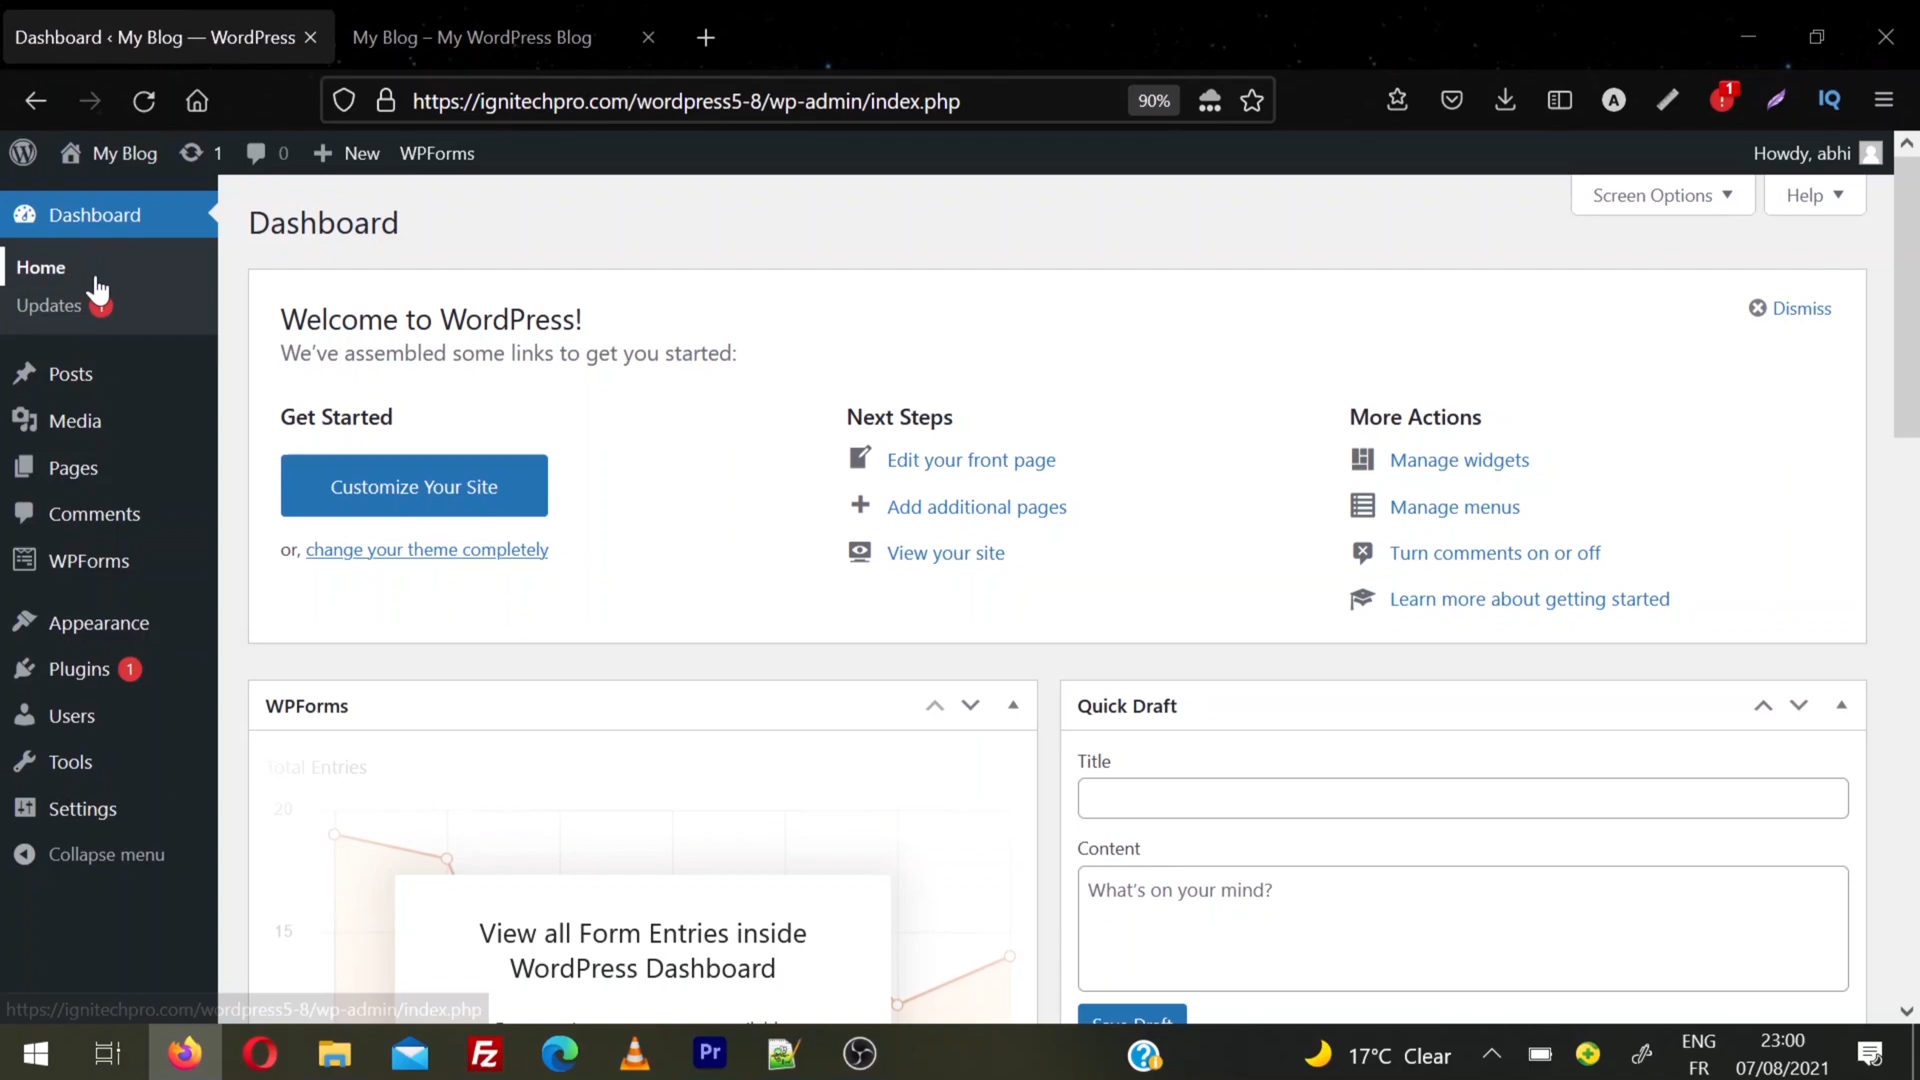 Dashboard ‹ My Blog — WordPress
My Blog – My WordPress Blog
https://ignitechpro.com/wordpress5-8/wp-admin/index.php
90%
A
1
IQ
My Blog
1
0
New
WPForms
Howdy, abhi
Dashboard
Home
Updates
Posts
Media
Pages
Comments
WPForms
Appearance
Plugins 1
Users
Tools
Settings
Collapse menu
Screen Options
Help
Dashboard
Welcome to WordPress!
We've assembled some links to get you started:
Dismiss
Get Started
Customize Your Site
or, change your theme completely
Next Steps
Edit your front page
Add additional pages
View your site
More Actions
Manage widgets
Manage menus
Turn comments on or off
Learn more about getting started
WPForms
Total Entries
20
15
View all Form Entries inside
WordPress Dashboard
Quick Draft
Title
Content
What's on your mind?
Save Draft
https://ignitechpro.com/wordpress5-8/wp-admin/index.php
Fz
Pr
17°C Clear
ENG
FR
23:00
07/08/2021